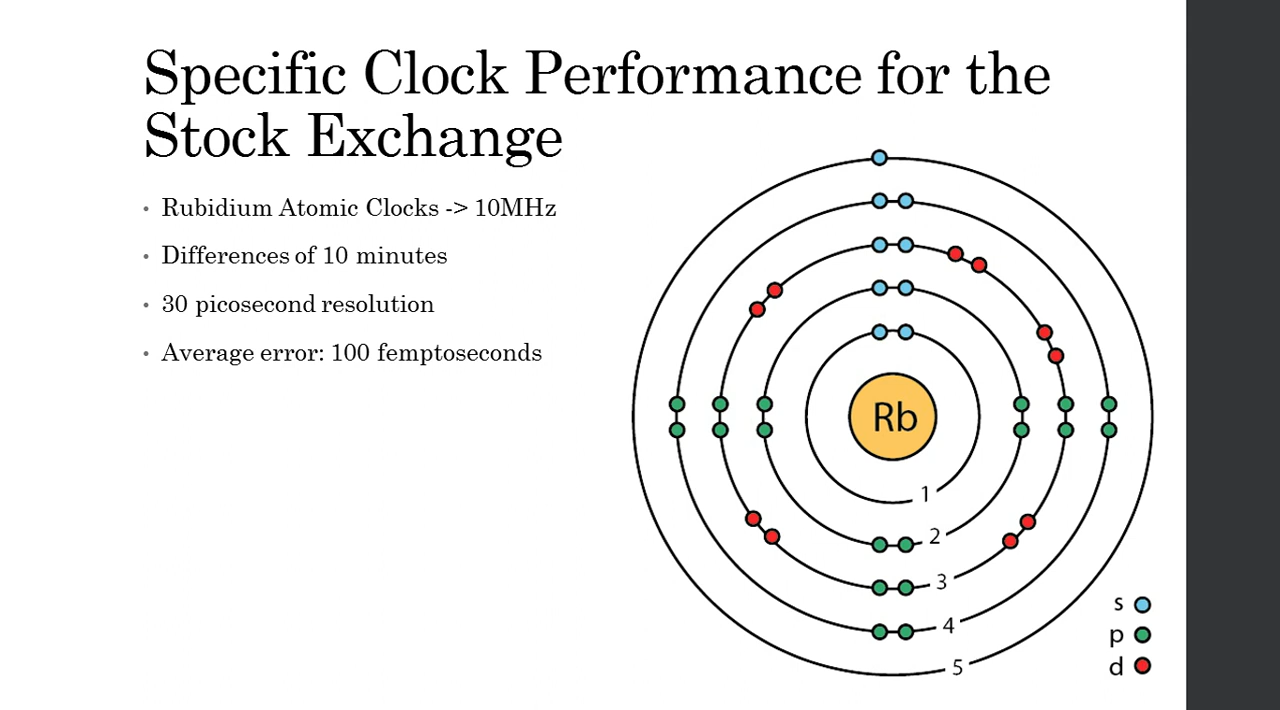 Specific Clock Performance for the
Stock Exchange
• Rubidium Atomic Clocks -> 10MHz
• Differences of 10 minutes
• 30 picosecond resolution
• Average error: 100 femptoseconds
Rb
1
2
3
4
5
s
p
d